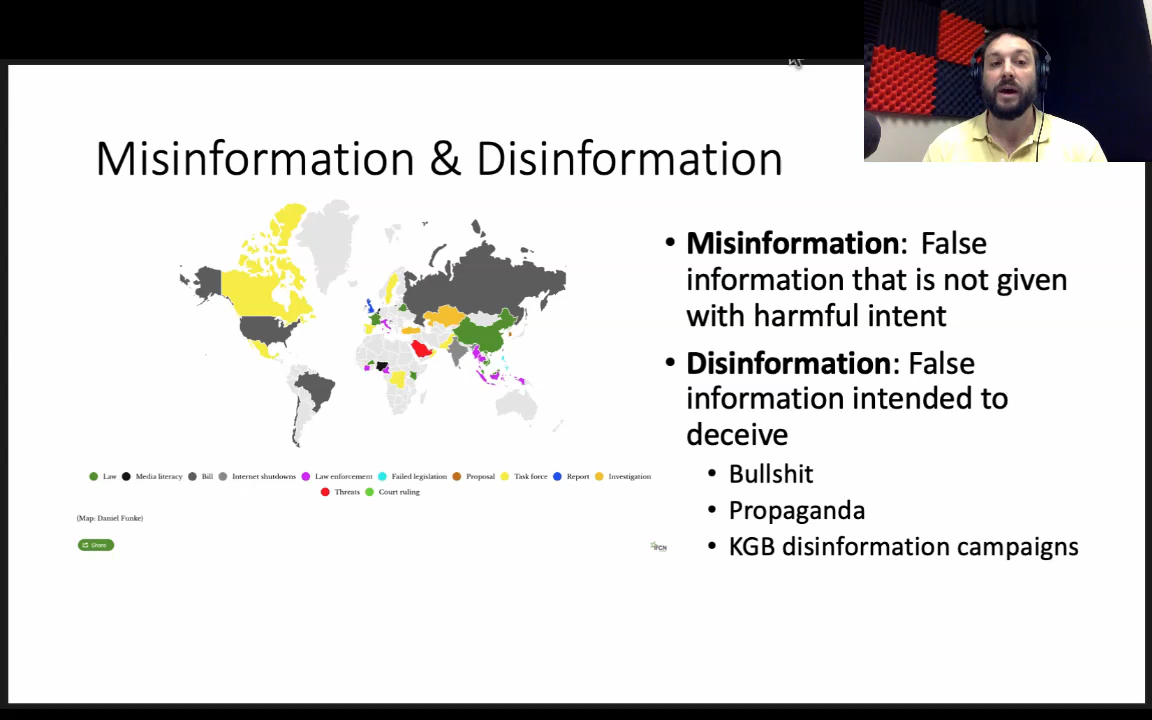 Misinformation & Disinformation
• Misinformation: False
information that is not given
with harmful intent
• Disinformation: False
information intended to
deceive
• Bullshit
• Propaganda
• KGB disinformation campaigns
Law Media literacy Bill Internet shutdowns Law enforcement Failed legislation Proposal Task force Report Investigation
Threats Court ruling
(Map: Daniel Funke)
Share
IFCN